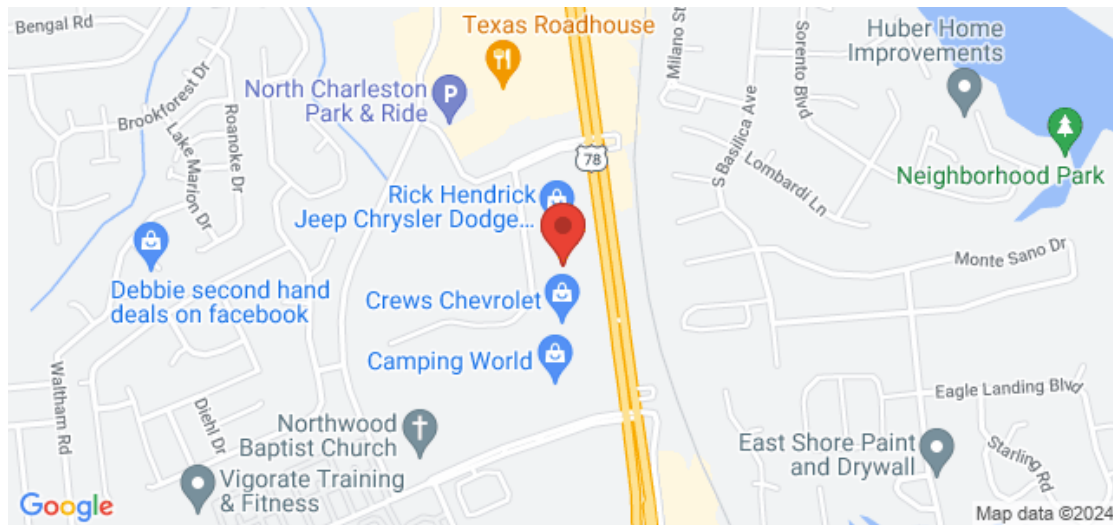 Bengal Rd
Texas Roadhouse
Milano St
Sorento Blvd
Huber Home
Improvements
Brookforest Dr
Roanoke Dr
Lake Marion Dr
North Charleston
Park & Ride
P
78
S Basilica Ave
Lombardi Ln
Neighborhood Park
Rick Hendrick
Jeep Chrysler Dodge...
Monte Sano Dr
Debbie second hand
deals on facebook
Crews Chevrolet
Camping World
Waltham Rd
Diehl Dr
Eagle Landing Blvd
Northwood
Baptist Church
East Shore Paint
and Drywall
Starling Rd
Vigorate Training
& Fitness
Google
Map data ©2024